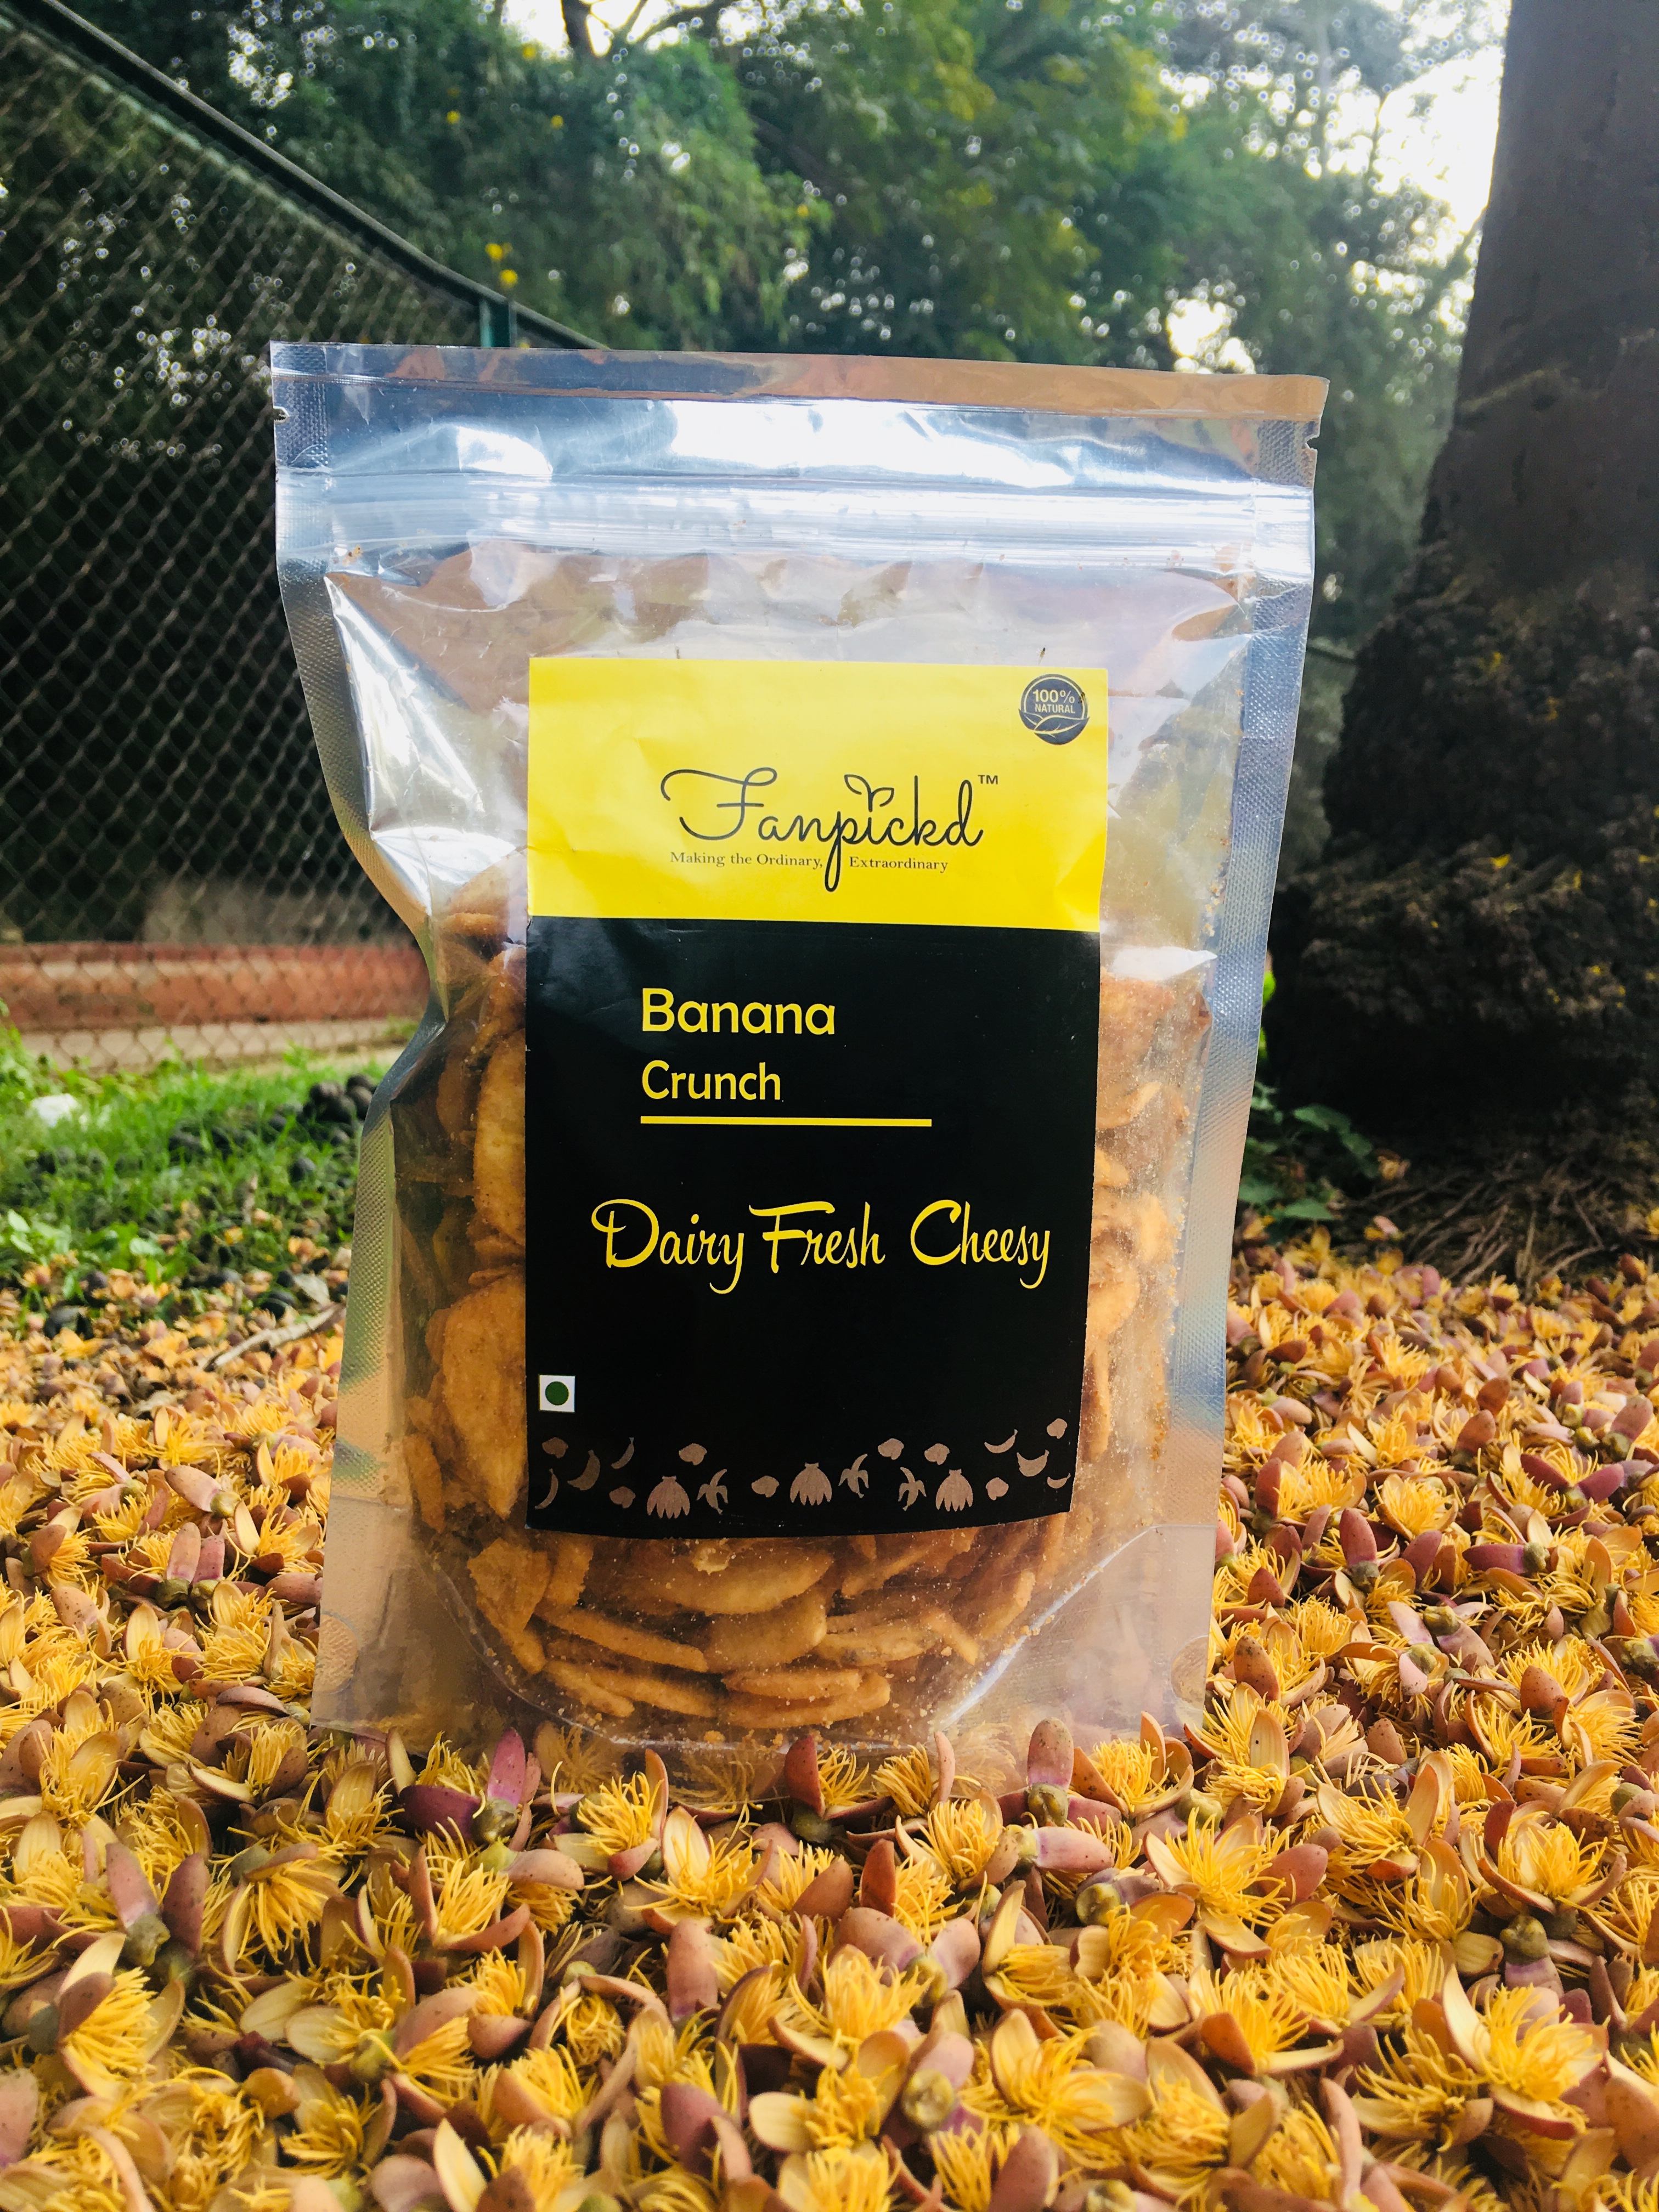 100%
NATURAL
Fanpickd™
Making the Ordinary, Extraordinary
Banana
Crunch
Dairy Fresh Cheesy